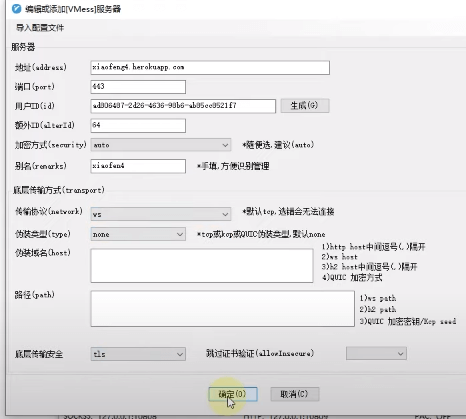 编辑或添加[VMess]服务器
导入配置文件
服务器
地址(address) xiaofeng4.herokuapp.com
端口(port) 443
用户ID(id) ad806487-2d26-4636-98b6-ab85cc8521f7 生成(G)
额外ID(alterId) 64
加密方式(security) auto *随便选,建议(auto)
别名(remarks) xiaofen4 *手填,方便识别管理
底层传输方式(transport)
传输协议(network) ws *默认tcp,选错会无法连接
伪装类型(type) none *tcp或kcp或QUIC伪装类型,默认none
伪装域名(host)
1)http host中间逗号(,)隔开
2)ws host
3)h2 host中间逗号(,)隔开
4)QUIC 加密方式
路径(path)
1)ws path
2)h2 path
3)QUIC 加密密钥/Kcp seed
底层传输安全 tls 跳过证书验证(allowInsecure)
确定(O) 取消(C)